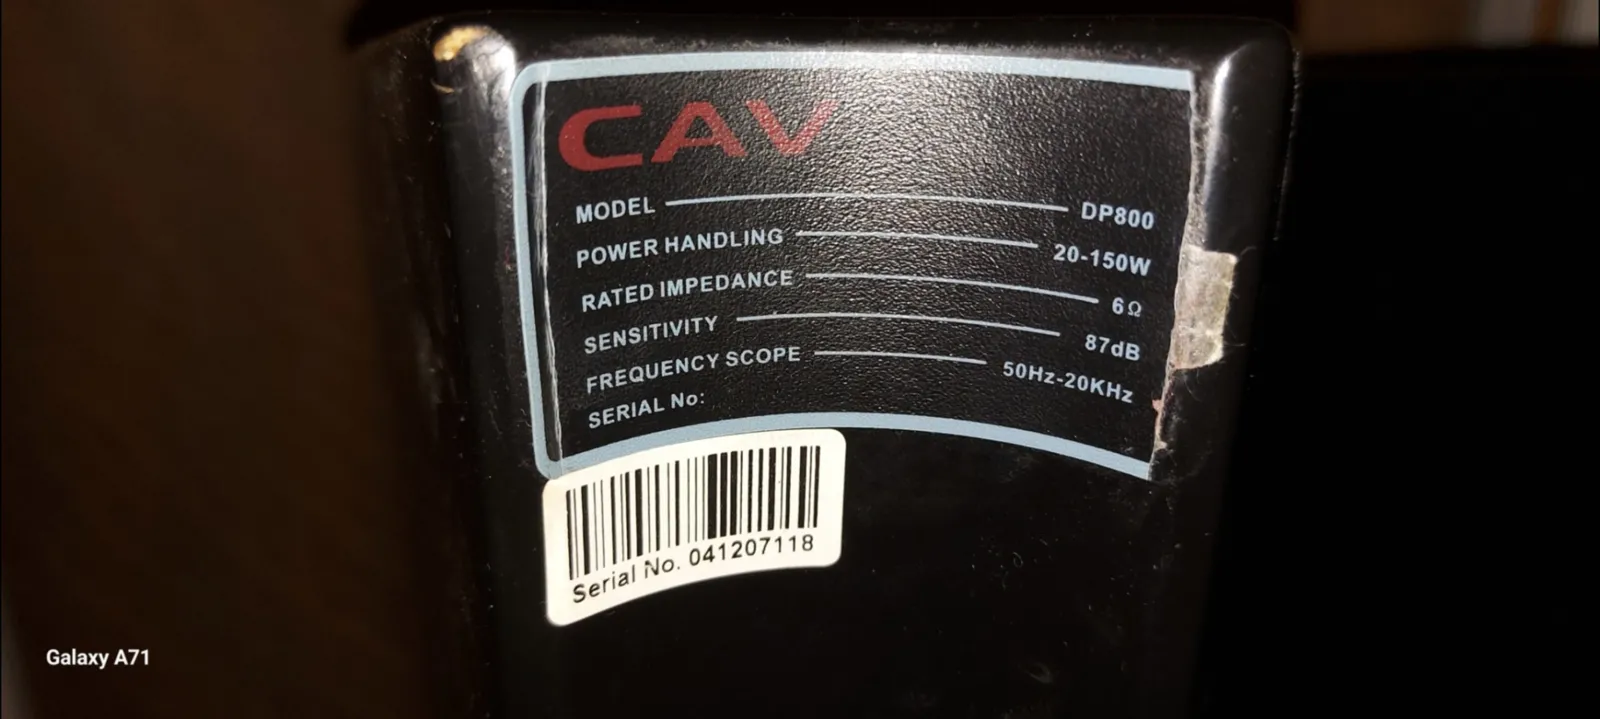 CAV
MODEL DP800
POWER HANDLING 20-150W
RATED IMPEDANCE 6Ω
SENSITIVITY 87dB
FREQUENCY SCOPE 50Hz-20KHz
SERIAL No:
Serial No. 041207118
Galaxy A71